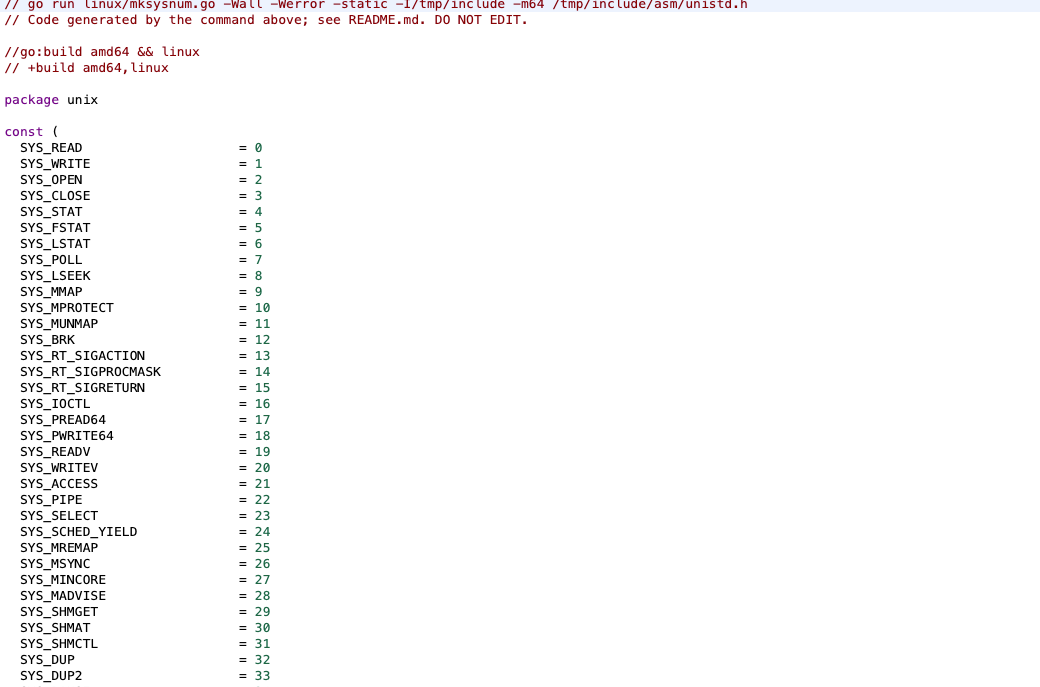 // go run linux/mksysnum.go -Wall -Werror -static -I/tmp/include -m64 /tmp/include/asm/unistd.h
// Code generated by the command above; see README.md. DO NOT EDIT.

//go:build amd64 && linux
// +build amd64,linux

package unix

const (
  SYS_READ                    = 0
  SYS_WRITE                   = 1
  SYS_OPEN                    = 2
  SYS_CLOSE                   = 3
  SYS_STAT                    = 4
  SYS_FSTAT                   = 5
  SYS_LSTAT                   = 6
  SYS_POLL                    = 7
  SYS_LSEEK                   = 8
  SYS_MMAP                    = 9
  SYS_MPROTECT                = 10
  SYS_MUNMAP                  = 11
  SYS_BRK                     = 12
  SYS_RT_SIGACTION            = 13
  SYS_RT_SIGPROCMASK          = 14
  SYS_RT_SIGRETURN            = 15
  SYS_IOCTL                   = 16
  SYS_PREAD64                 = 17
  SYS_PWRITE64                = 18
  SYS_READV                   = 19
  SYS_WRITEV                  = 20
  SYS_ACCESS                  = 21
  SYS_PIPE                    = 22
  SYS_SELECT                  = 23
  SYS_SCHED_YIELD             = 24
  SYS_MREMAP                  = 25
  SYS_MSYNC                   = 26
  SYS_MINCORE                 = 27
  SYS_MADVISE                 = 28
  SYS_SHMGET                  = 29
  SYS_SHMAT                   = 30
  SYS_SHMCTL                  = 31
  SYS_DUP                     = 32
  SYS_DUP2                    = 33